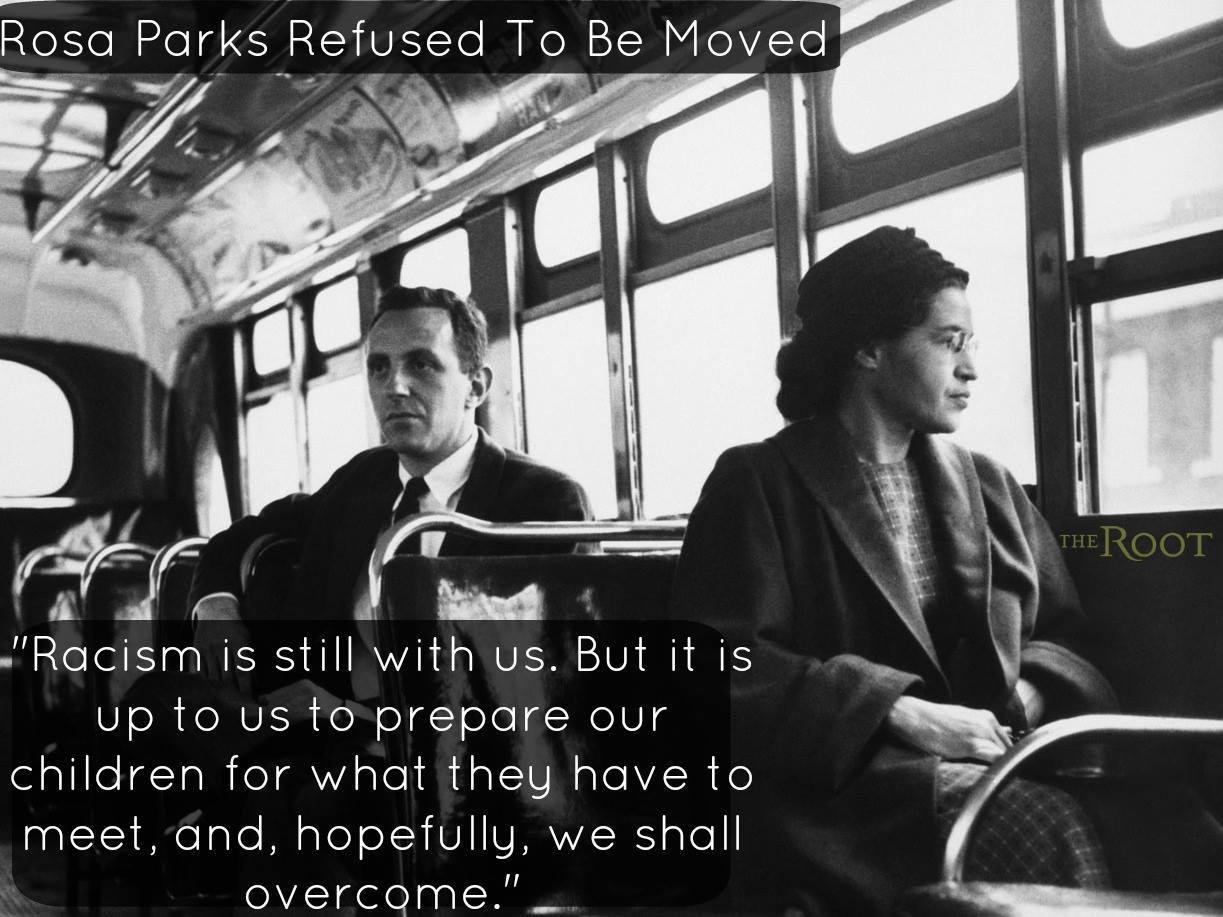 Rosa Parks Refused To Be Moved
THE ROOT
"Racism is still with us. But it is
up to us to prepare our
children for what they have to
meet, and, hopefully, we shall
overcome."